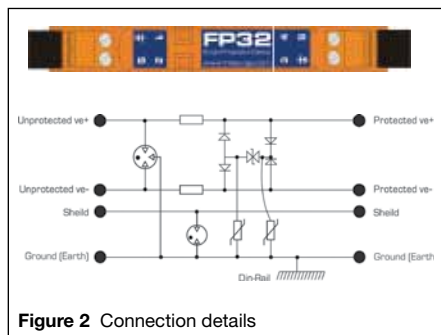 FP32
Unprotected ve+
Protected ve+
Unprotected ve-
Protected ve-
Sheild
Sheild
Ground (Earth)
Ground (Earth
Din-Rail
Figure 2 Connection details